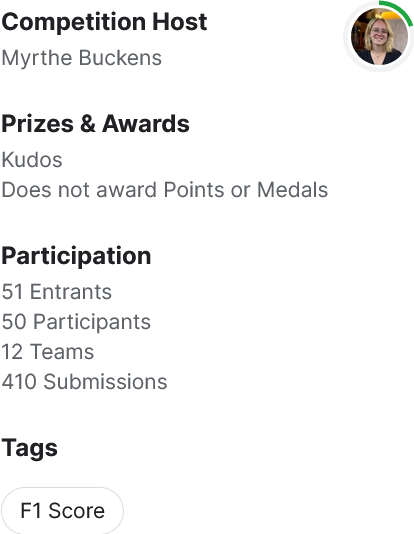 Competition Host
Myrthe Buckens
Prizes & Awards
Kudos
Does not award Points or Medals
Participation
51 Entrants
50 Participants
12 Teams
410 Submissions
Tags
F1 Score